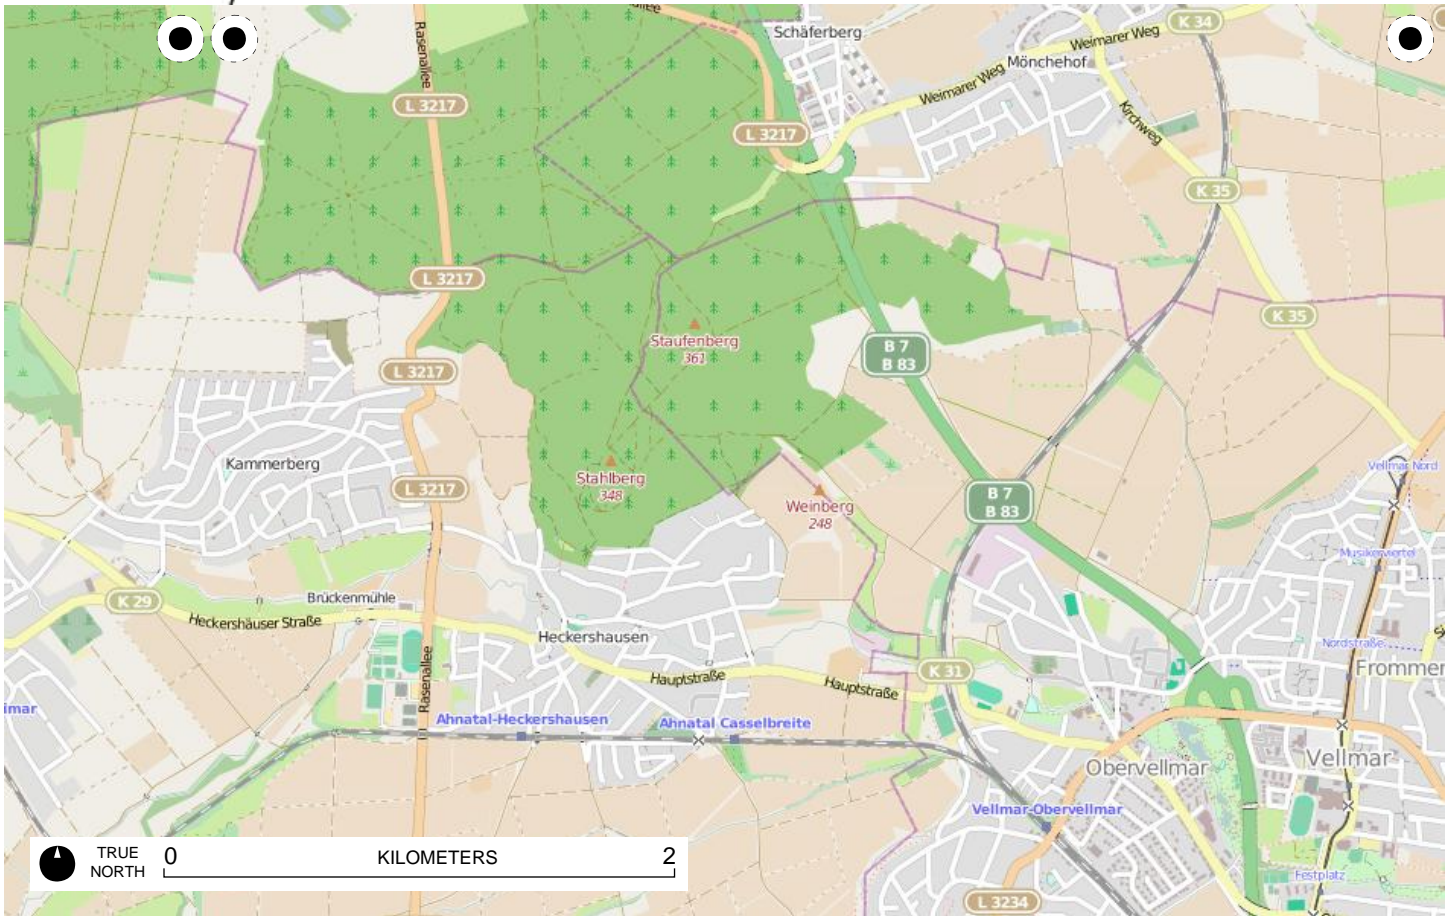 Schäferberg
K 34
Weimarer Weg
Mönchehof
Rasenallee
Weimarer Weg
L 3217
L 3217
Kirchweg
K 35
L 3217
K 35
Staufenberg
361
B 7
B 83
L 3217
Kammerberg
Stahlberg
348
Vellmar Nord
L 3217
Weinberg
248
B 7
B 83
Musikerviertel
K 29
Brückenmühle
Heckershäuser Straße
Heckershausen
Nordstraße
Frommer
K 31
Hauptstraße
Hauptstraße
Rasenallee
imar
Ahnatal-Heckershausen
Ahnatal Casselbreite
Vellmar
Obervellmar
Vellmar-Obervellmar
TRUE
NORTH
0
KILOMETERS
2
Festplatz
L 3234